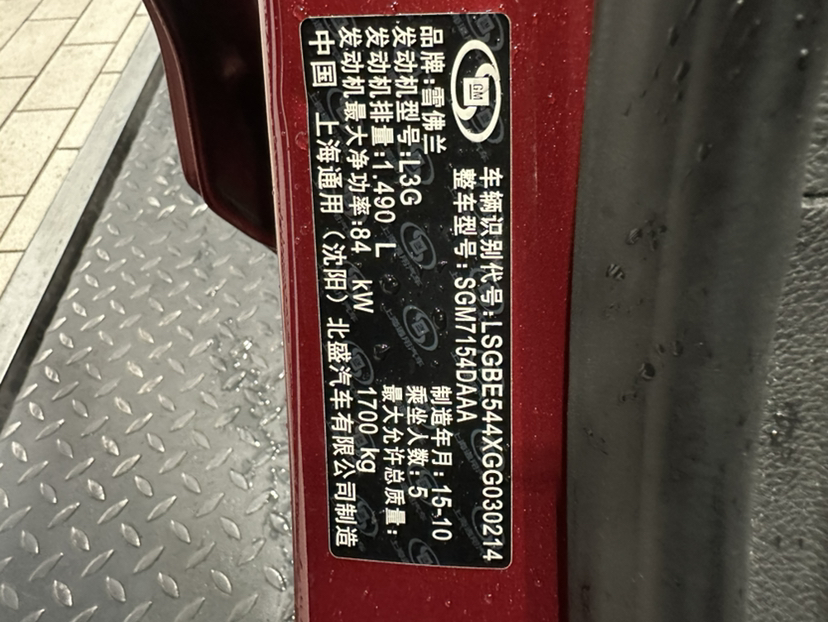 GM
车辆识别代号:LSGBE544XGG030214
整车型号:SGM7154DAAA
品牌:雪佛兰 制造年月:15-10
发动机型号:L3G 乘坐人数:5
发动机排量:1.490 L 最大允许总质量:
发动机最大净功率:84 kW 1700 kg
中国 上海通用（沈阳）北盛汽车有限公司制造